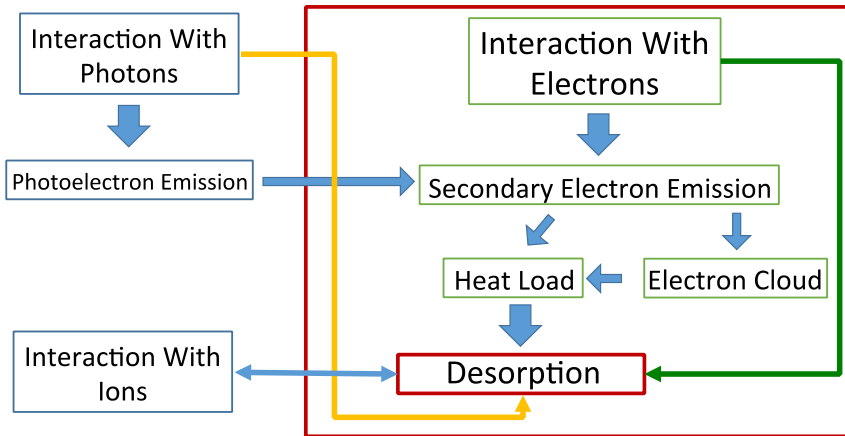 Interaction With
Photons
Interaction With
Electrons
Photoelectron Emission
Secondary Electron Emission
Heat Load
Electron Cloud
Interaction With
Ions
Desorption